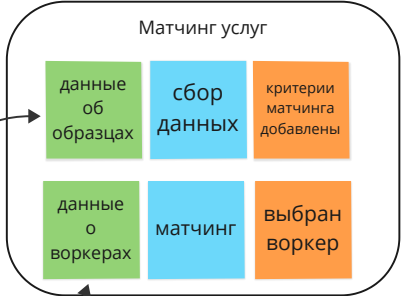 Матчинг услуг
данные
об
образцах
сбор
данных
критерии
матчинга
добавлены
данные
о
воркерах
матчинг
выбран
воркер